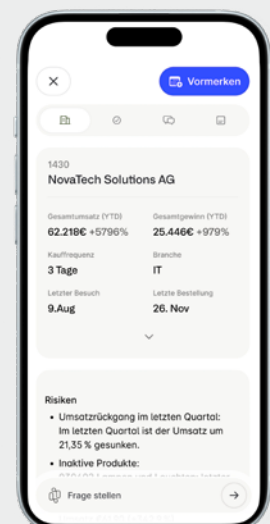 Vormerken
1430
NovaTech Solutions AG
Gesamtumsatz (YTD) Gesamtgewinn (YTD)
62.218€ +5796% 25.446€ +979%
Kauffrequenz Branche
3 Tage IT
Letzter Besuch Letzte Bestellung
9.Aug 26. Nov
Risiken
• Umsatzrückgang im letzten Quartal:
Im letzten Quartal ist der Umsatz um
21,35 % gesunken.
• Inaktive Produkte:
Frage stellen